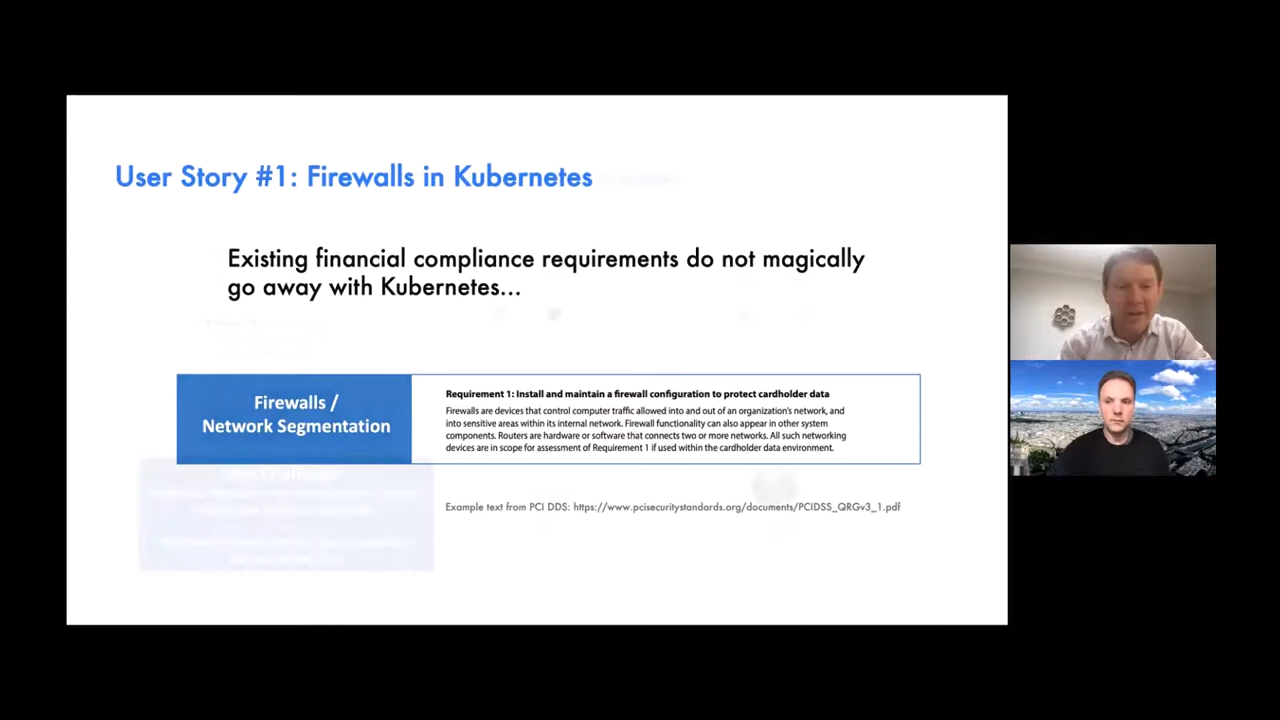 User Story #1: Firewalls in Kubernetes
Existing financial compliance requirements do not magically
go away with Kubernetes...
Firewalls /
Network Segmentation
Requirement 1: Install and maintain a firewall configuration to protect cardholder data
Firewalls are devices that control computer traffic allowed into and out of an organization's network, and
into sensitive areas within its internal network. Firewall functionality can also appear in other system
components. Routers are hardware or software that connects two or more networks. All such networking
devices are in scope for assessment of Requirement 1 if used within the cardholder data environment.
Example text from PCI DDS: https://www.pcisecuritystandards.org/documents/PCIDSS_QRGv3_1.pdf